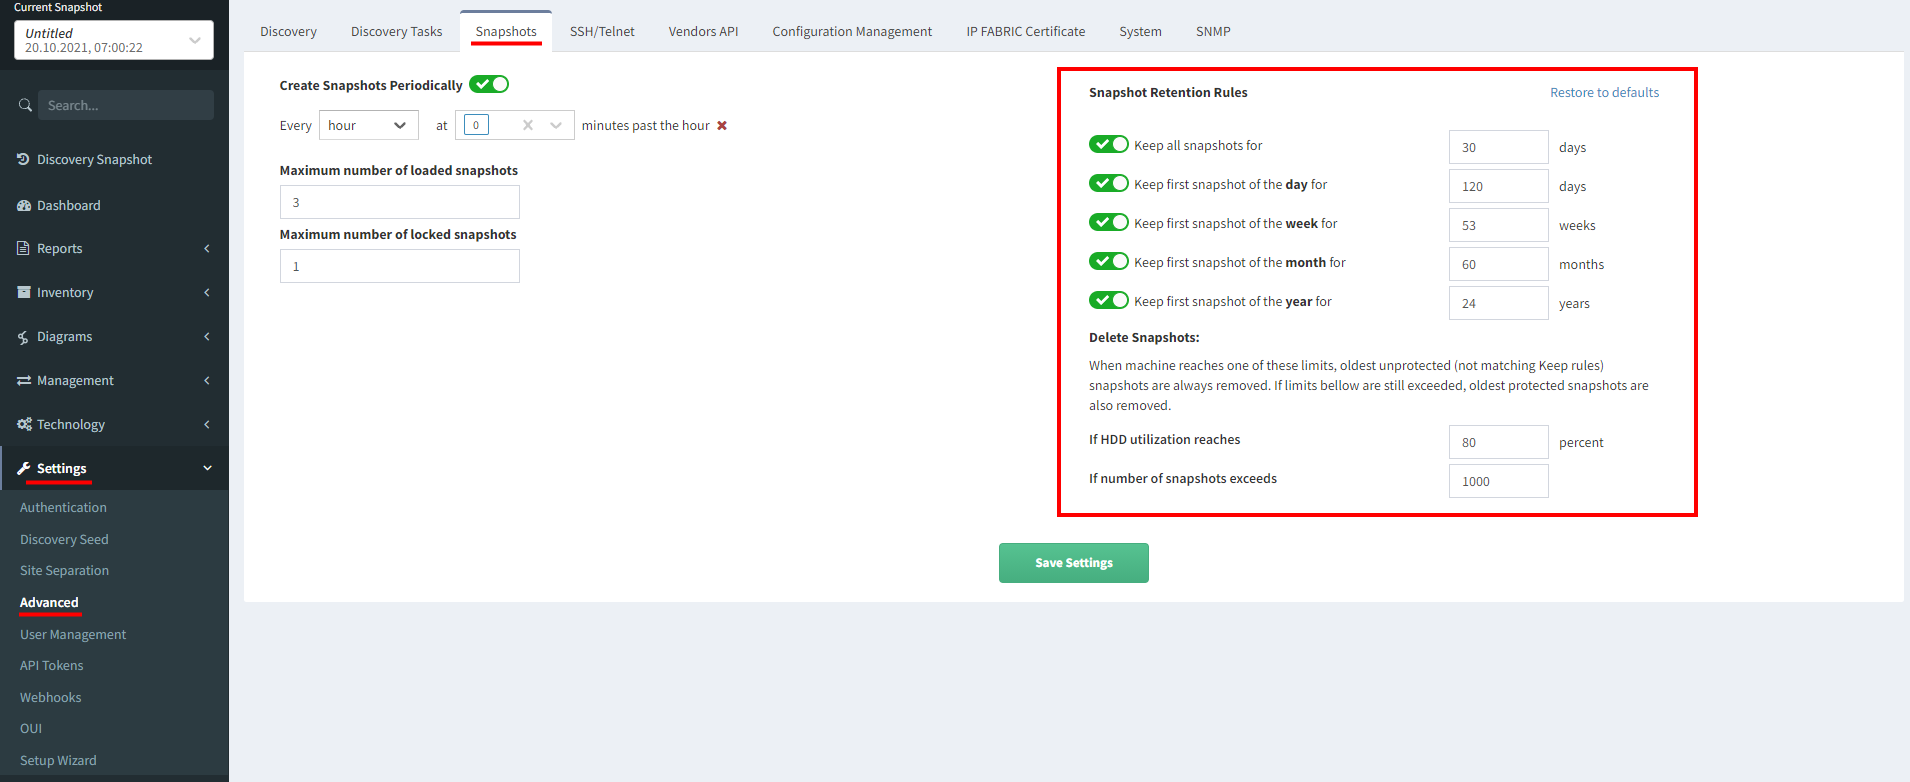 Current Snapshot
Untitled
20.10.2021, 07:00:22
Search...
Discovery Snapshot
Dashboard
Reports
Inventory
Diagrams
Management
Technology
Settings
Authentication
Discovery Seed
Site Separation
Advanced
User Management
API Tokens
Webhooks
OUI
Setup Wizard
Discovery Discovery Tasks Snapshots SSH/Telnet Vendors API Configuration Management IP FABRIC Certificate System SNMP
Create Snapshots Periodically
Every hour at 0 minutes past the hour
Maximum number of loaded snapshots
3
Maximum number of locked snapshots
1
Snapshot Retention Rules Restore to defaults
Keep all snapshots for 30 days
Keep first snapshot of the day for 120 days
Keep first snapshot of the week for 53 weeks
Keep first snapshot of the month for 60 months
Keep first snapshot of the year for 24 years
Delete Snapshots:
When machine reaches one of these limits, oldest unprotected (not matching Keep rules)
snapshots are always removed. If limits bellow are still exceeded, oldest protected snapshots are
also removed.
If HDD utilization reaches 80 percent
If number of snapshots exceeds 1000
Save Settings